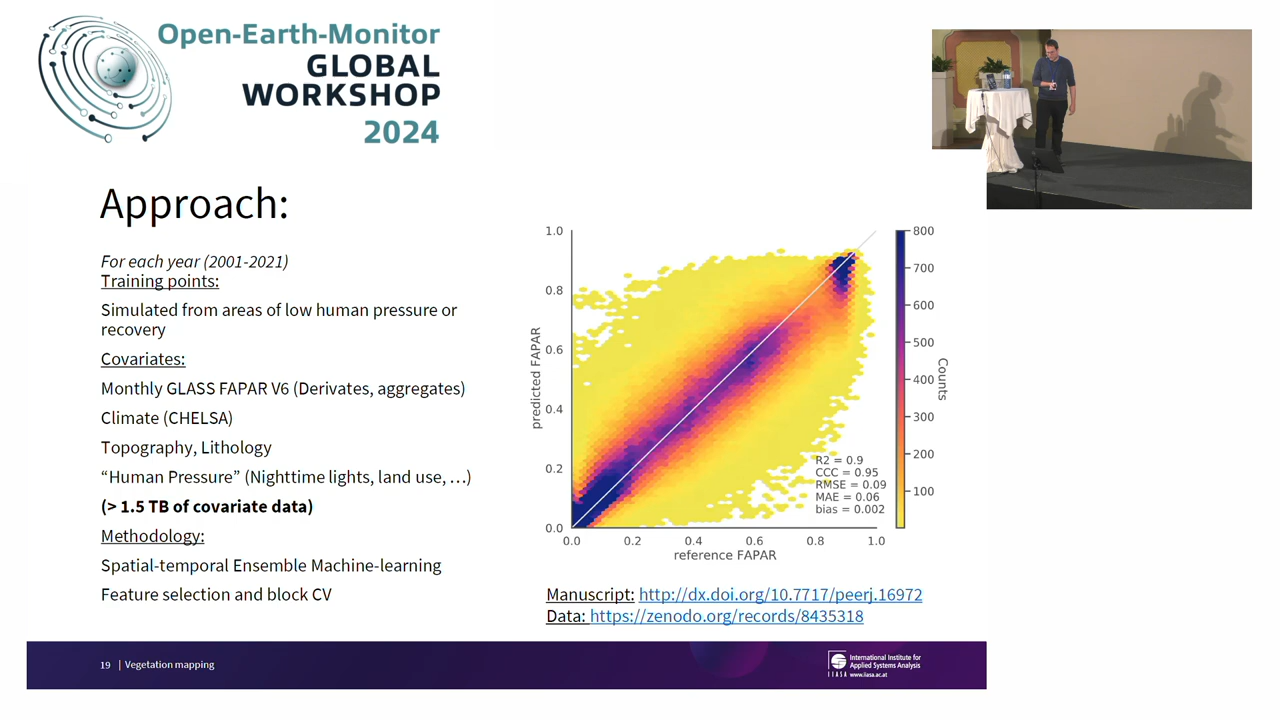 Open-Earth-Monitor
GLOBAL
WORKSHOP
2024
Approach:
For each year (2001-2021)
Training points:
Simulated from areas of low human pressure or
recovery
Covariates:
Monthly GLASS FAPAR V6 (Derivates, aggregates)
Climate (CHELSA)
Topography, Lithology
“Human Pressure” (Nighttime lights, land use, …)
(> 1.5 TB of covariate data)
Methodology:
Spatial-temporal Ensemble Machine-learning
Feature selection and block CV
1.0
0.8
0.6
0.4
0.2
0.0
predicted FAPAR
0.0 0.2 0.4 0.6 0.8 1.0
reference FAPAR
R2 = 0.9
CCC = 0.95
RMSE = 0.09
MAE = 0.06
bias = 0.002
800
700
600
500
400
300
200
100
Counts
Manuscript: http://dx.doi.org/10.7717/peerj.16972
Data: https://zenodo.org/records/8435318
19 | Vegetation mapping
IIASA
International Institute for
Applied Systems Analysis
www.iiasa.ac.at